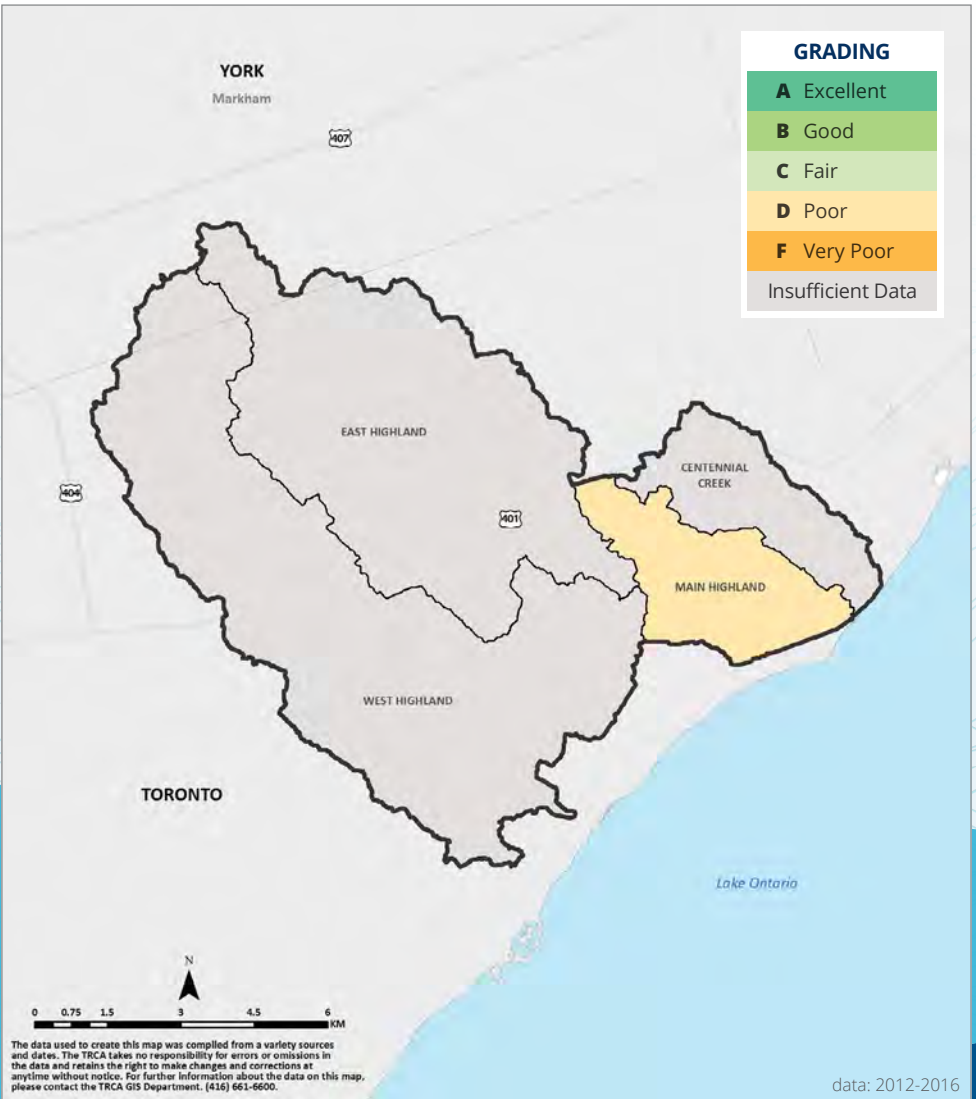 GRADING
A Excellent
B Good
C Fair
D Poor
F Very Poor
Insufficient Data
YORK
Markham
407
EAST HIGHLAND
CENTENNIAL
CREEK
404
401
MAIN HIGHLAND
WEST HIGHLAND
TORONTO
Lake Ontario
N
0 0.75 1.5 3 4.5 6
KM
The data used to create this map was compiled from a variety sources
and dates. The TRCA takes no responsibility for errors or omissions in
the data and retains the right to make changes and corrections at
anytime without notice. For further information about the data on this map,
please contact the TRCA GIS Department. (416) 661-6600.
data: 2012-2016